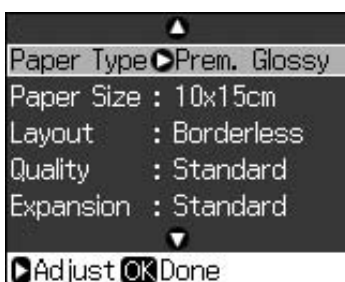 Paper Type Prem. Glossy
Paper Size : 10x15cm
Layout : Borderless
Quality : Standard
Expansion : Standard
Adjust OK Done